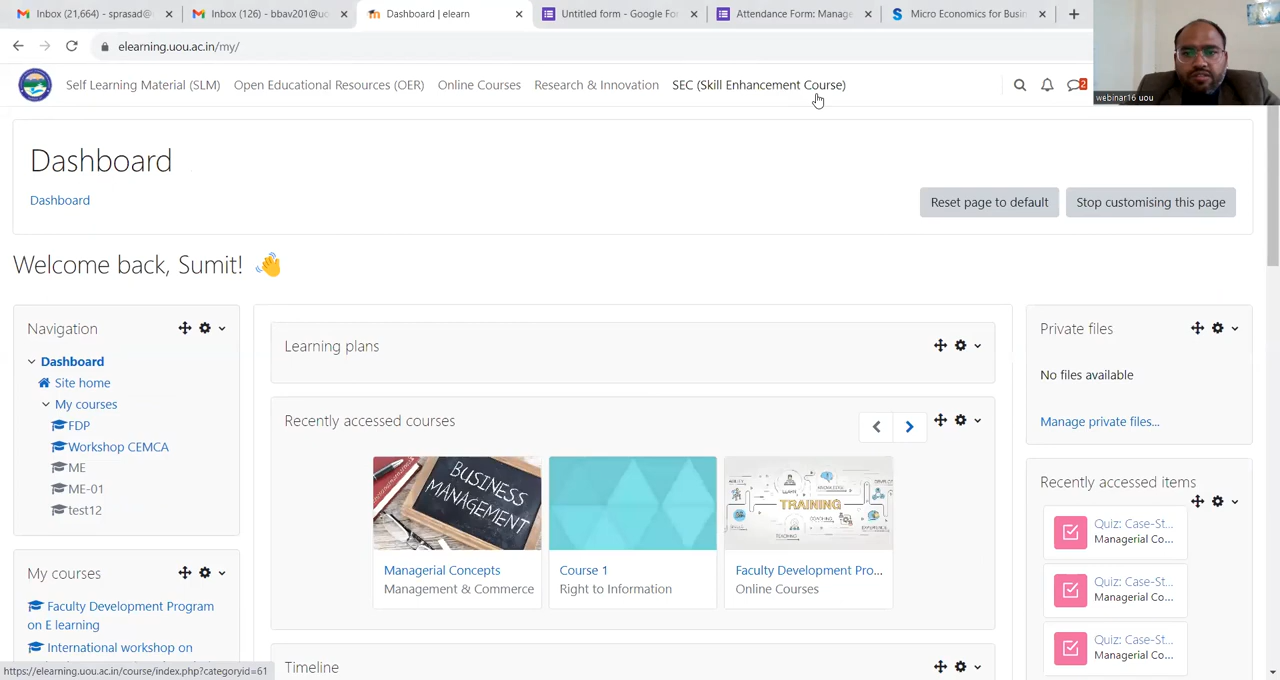 Inbox (21,664) - sprasad@
Inbox (126) - bbav201@uo
Dashboard | elearn
Untitled form - Google Fo
Attendance Form: Manage
Micro Economics for Busin
elearning.uou.ac.in/my/
Self Learning Material (SLM)
Open Educational Resources (OER)
Online Courses
Research & Innovation
SEC (Skill Enhancement Course)
2
webinar16 uou
Dashboard
Dashboard
Reset page to default
Stop customising this page
Welcome back, Sumit!
Navigation
Dashboard
Site home
My courses
FDP
Workshop CEMCA
ME
ME-01
test12
My courses
Faculty Development Program
on E learning
International workshop on
Learning plans
Recently accessed courses
BUSINESS
MANAGEMENT
TRAINING
Managerial Concepts
Management & Commerce
Course 1
Right to Information
Faculty Development Pro...
Online Courses
Timeline
Private files
No files available
Manage private files...
Recently accessed items
Quiz: Case-St...
Managerial Co...
Quiz: Case-St...
Managerial Co...
Quiz: Case-St...
Managerial Co...
https://elearning.uou.ac.in/course/index.php?categoryid=61